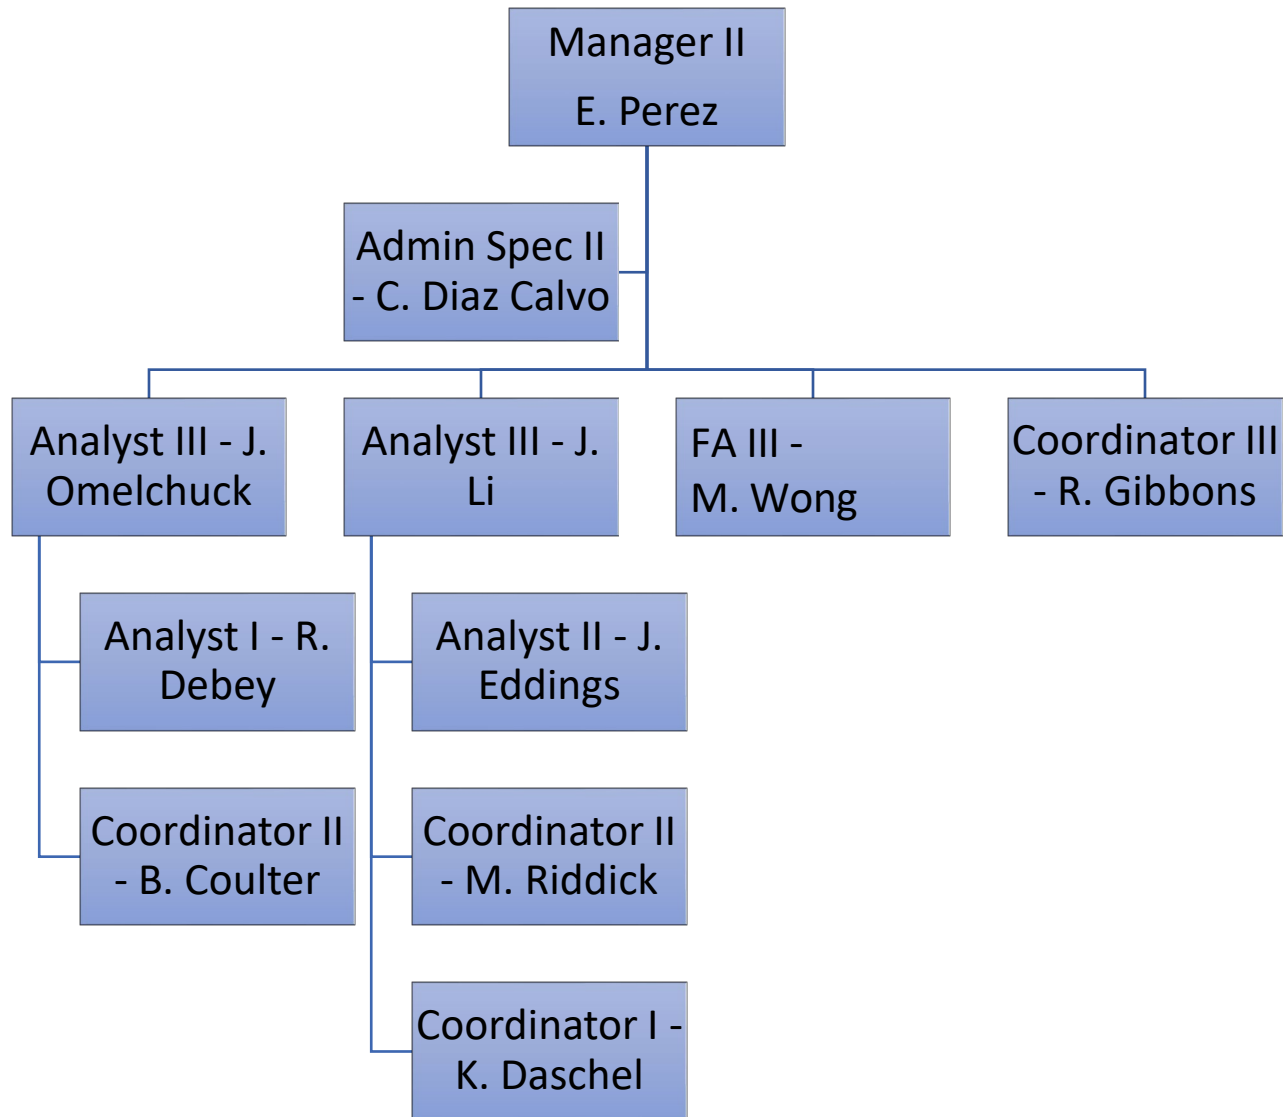 Manager II
E. Perez
Admin Spec II
- C. Diaz Calvo
Analyst III - J.
Omelchuck
Analyst III - J.
Li
FA III -
M. Wong
Coordinator III
- R. Gibbons
Analyst I - R.
Debey
Analyst II - J.
Eddings
Coordinator II
- B. Coulter
Coordinator II
- M. Riddick
Coordinator I -
K. Daschel